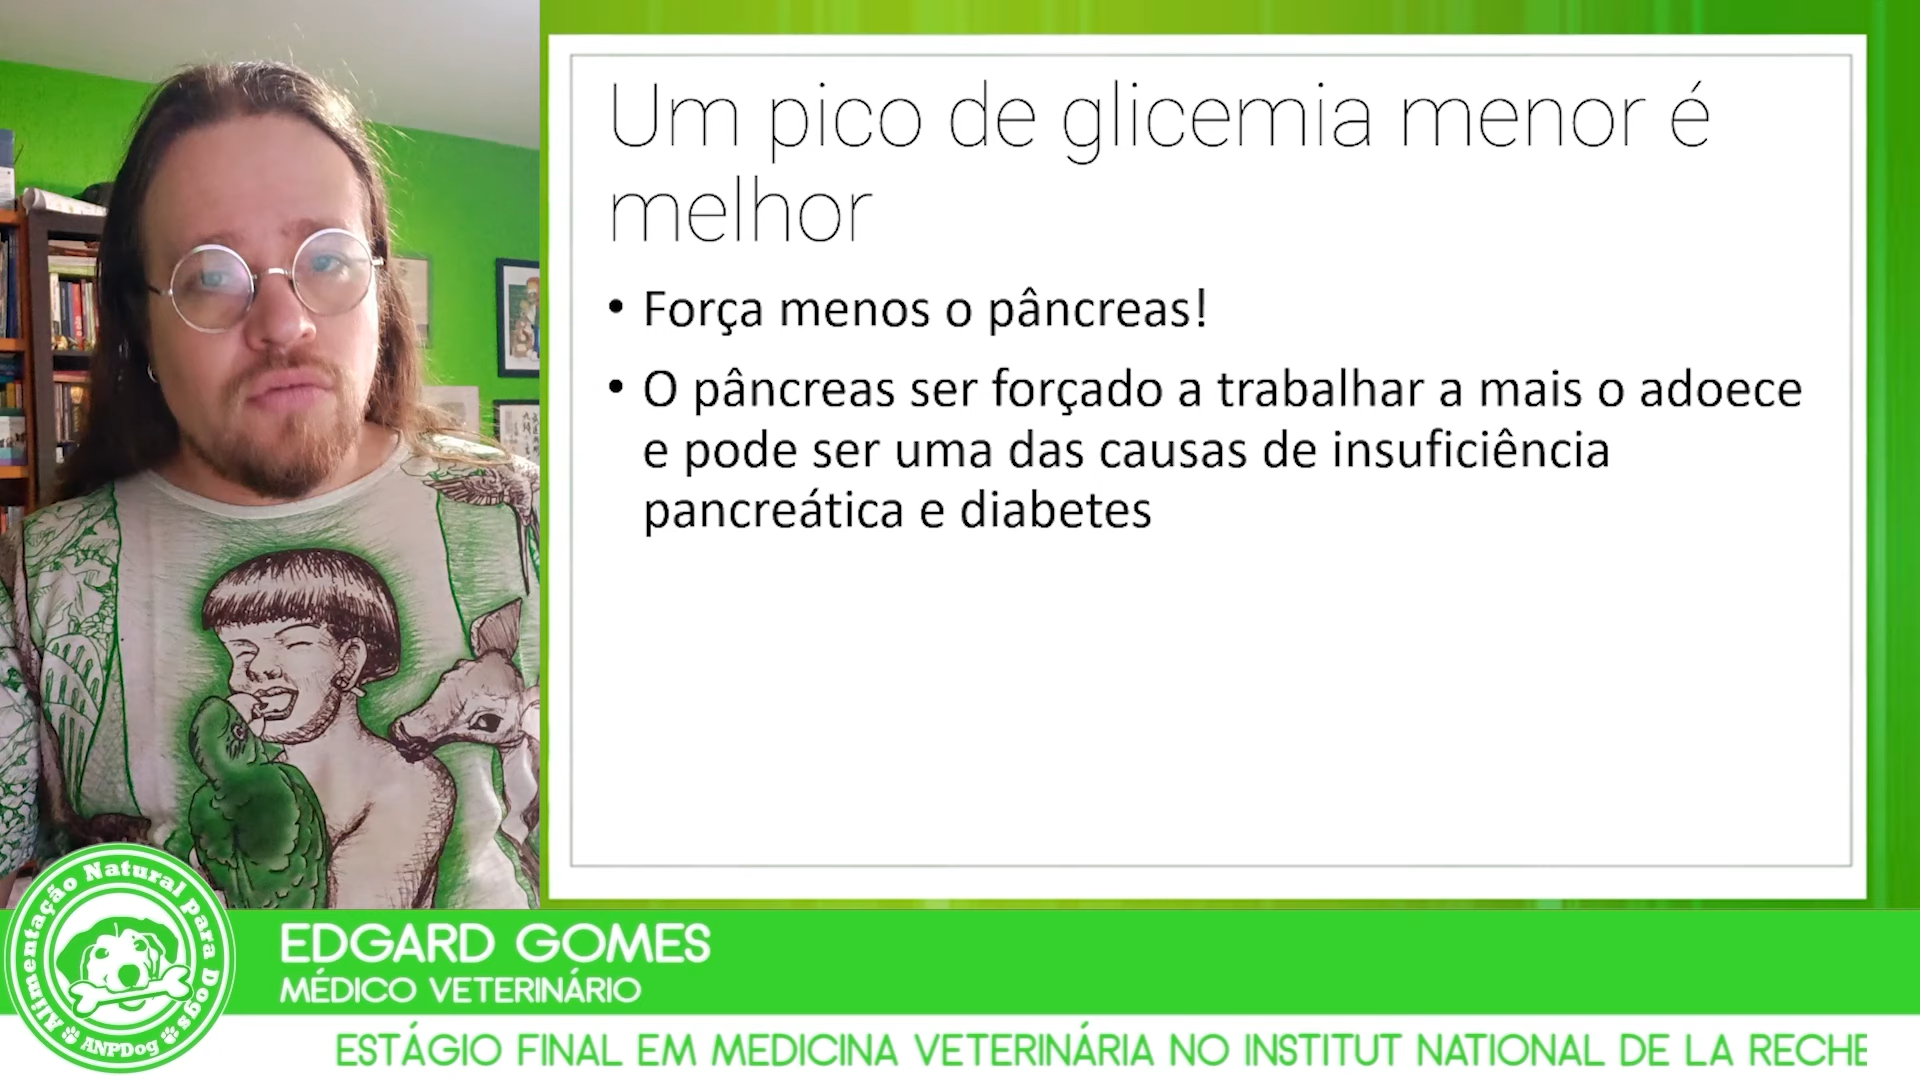 Um pico de glicemia menor é
melhor
• Força menos o pâncreas!
• O pâncreas ser forçado a trabalhar a mais o adoece
e pode ser uma das causas de insuficiência
pancreática e diabetes
Alimentação Natural para Dogs
ANPDog
EDGARD GOMES
MÉDICO VETERINÁRIO
ESTÁGIO FINAL EM MEDICINA VETERINÁRIA NO INSTITUT NATIONAL DE LA RECHE